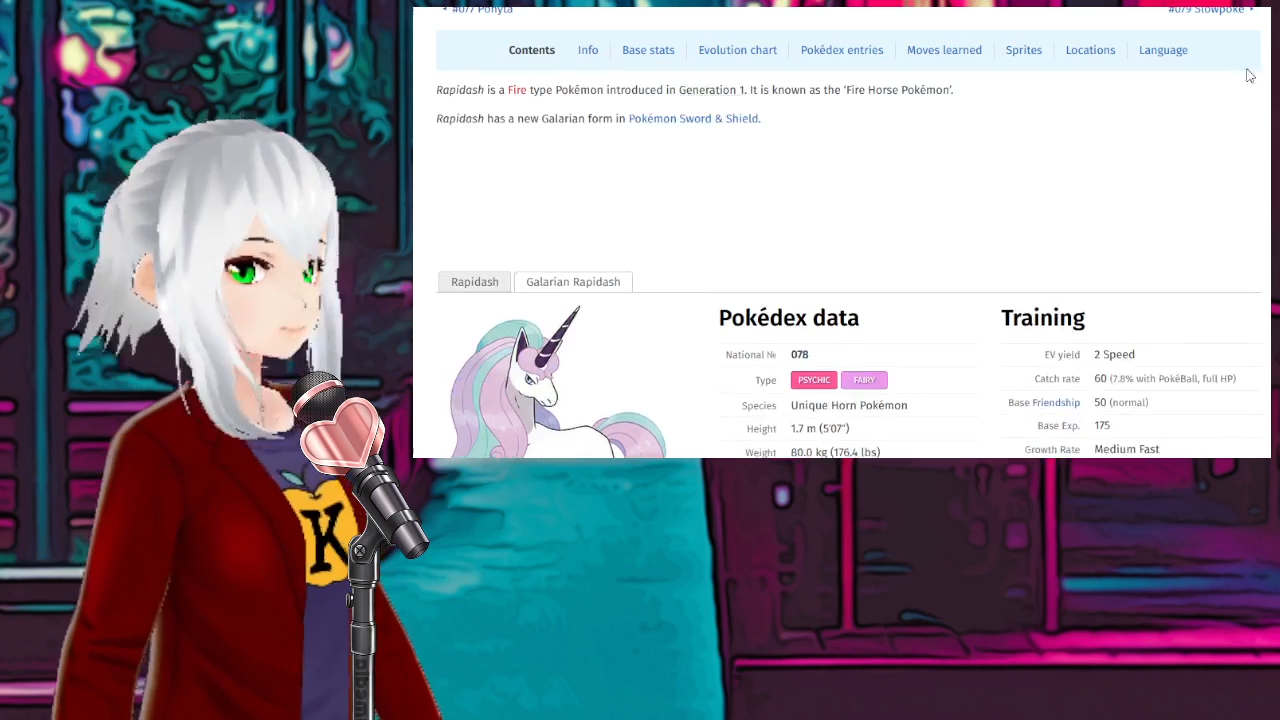 #077 Ponyta #079 Slowpoke
Contents Info Base stats Evolution chart Pokédex entries Moves learned Sprites Locations Language
Rapidash is a Fire type Pokémon introduced in Generation 1. It is known as the ‘Fire Horse Pokémon’.
Rapidash has a new Galarian form in Pokémon Sword & Shield.
Rapidash Galarian Rapidash
Pokédex data
National № 078
Type PSYCHIC FAIRY
Species Unique Horn Pokémon
Height 1.7 m (5′07″)
Weight 80.0 kg (176.4 lbs)
Training
EV yield 2 Speed
Catch rate 60 (7.8% with PokéBall, full HP)
Base Friendship 50 (normal)
Base Exp. 175
Growth Rate Medium Fast
K